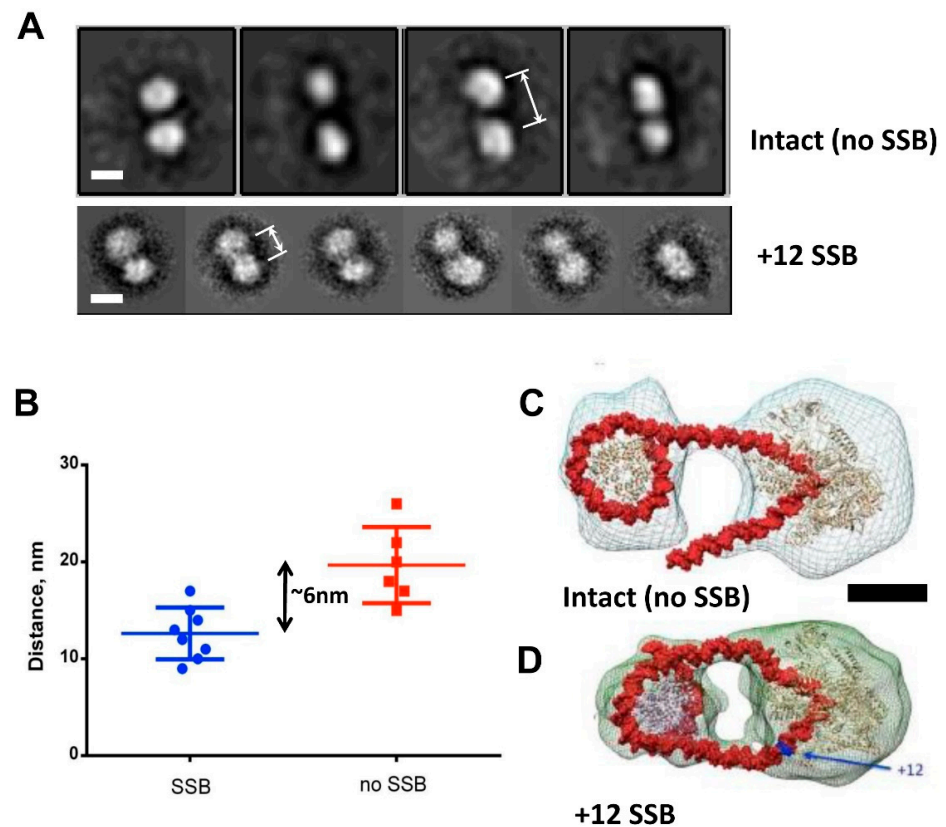 A
Intact (no SSB)
+12 SSB
B
Distance, nm
30
20
10
0
~6nm
SSB
no SSB
C
Intact (no SSB)
D
+12
+12 SSB